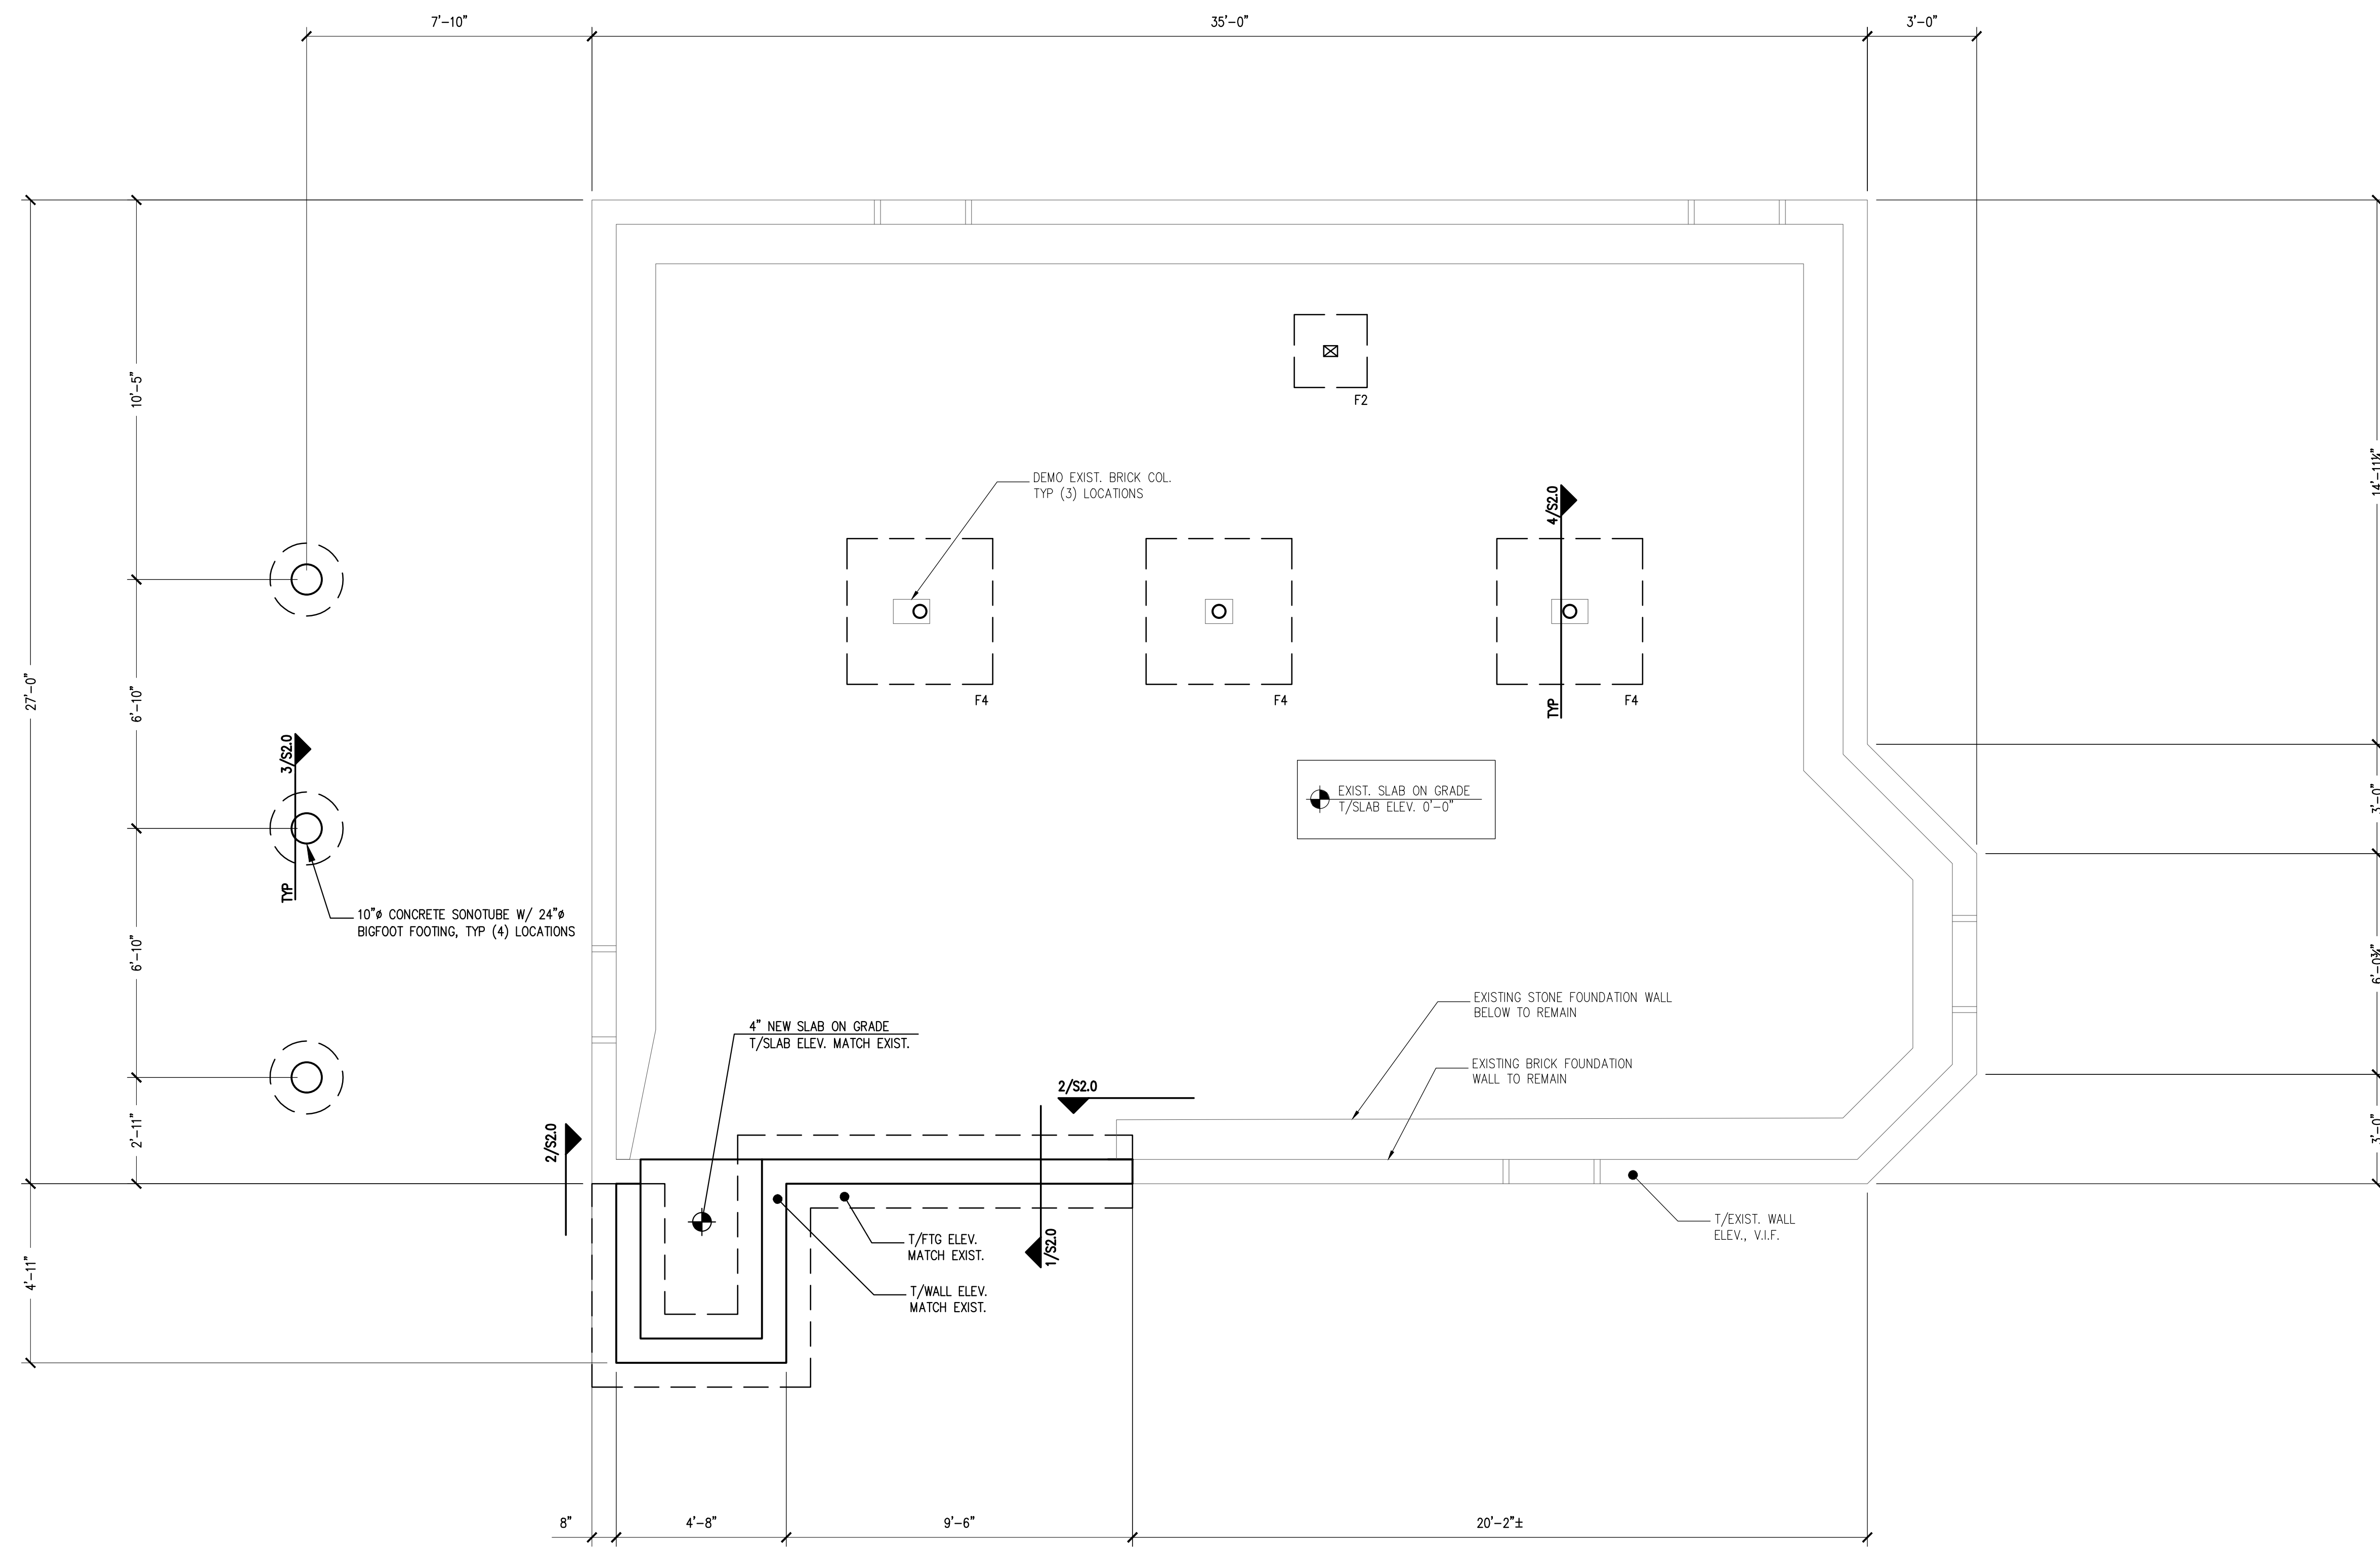 7'-10"
35'-0"
3'-0"
10'-5"
14'-11¼"
F2
DEMO EXIST. BRICK COL.
TYP (3) LOCATIONS
4/S2.0
27'-0"
6'-10"
F4
F4
TYP
F4
3/S2.0
EXIST. SLAB ON GRADE
T/SLAB ELEV. 0'-0"
3'-0"
TYP
10"ø CONCRETE SONOTUBE W/ 24"ø
BIGFOOT FOOTING, TYP (4) LOCATIONS
6'-10"
6'-0¾"
EXISTING STONE FOUNDATION WALL
BELOW TO REMAIN
4" NEW SLAB ON GRADE
T/SLAB ELEV. MATCH EXIST.
EXISTING BRICK FOUNDATION
WALL TO REMAIN
2/S2.0
2'-11"
2/S2.0
3'-0"
T/EXIST. WALL
ELEV., V.I.F.
T/FTG ELEV.
MATCH EXIST.
1/S2.0
4'-11"
T/WALL ELEV.
MATCH EXIST.
8"
4'-8"
9'-6"
20'-2"±